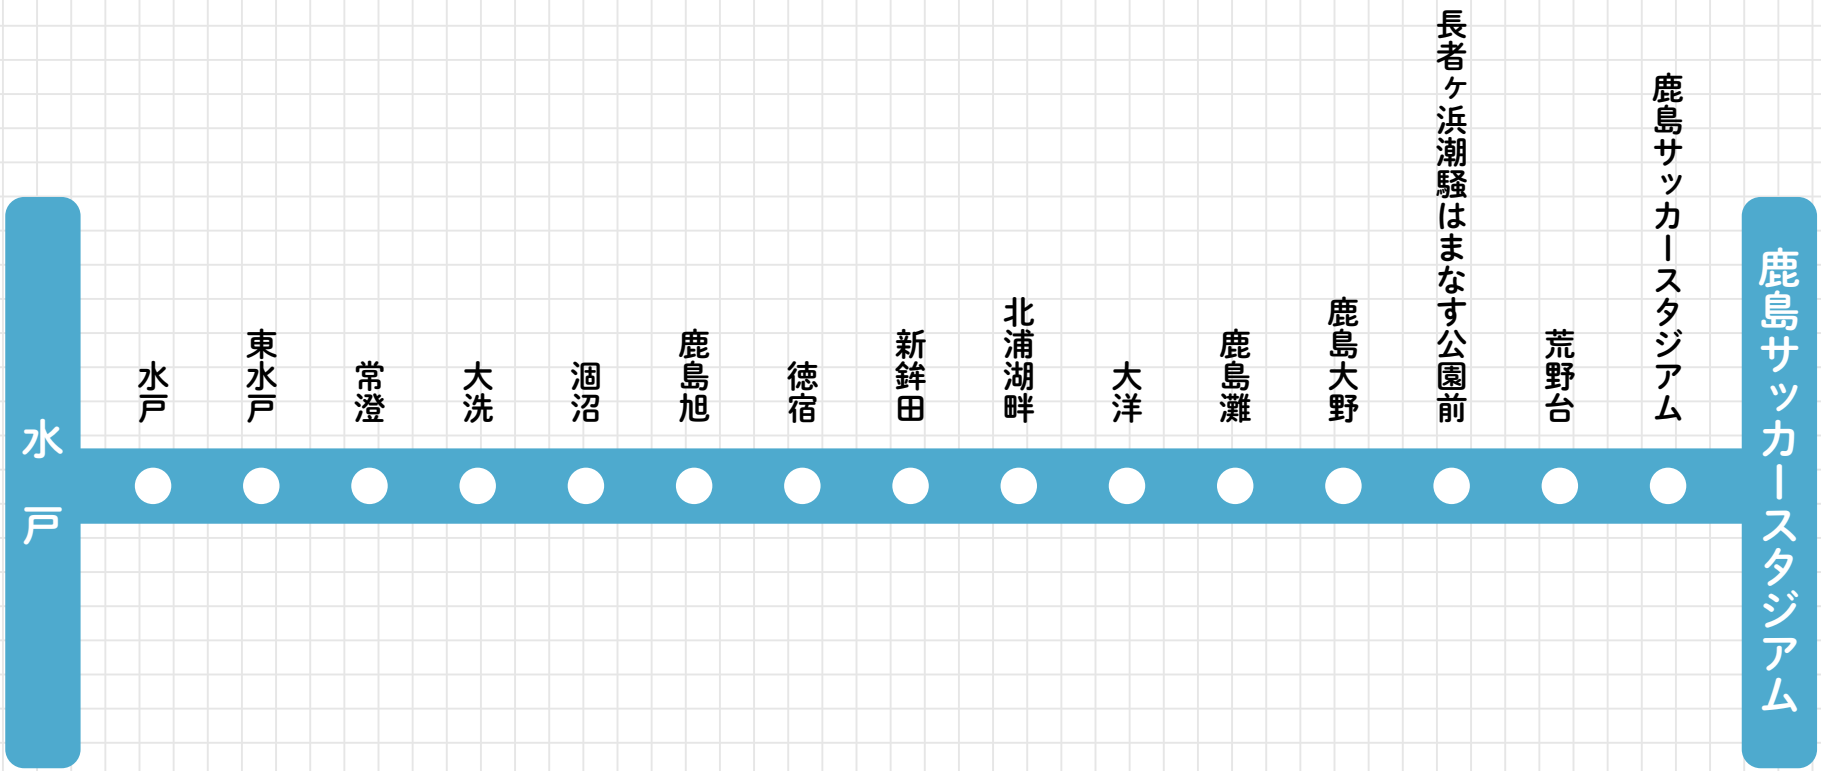 水戸
水戸
東水戸
常澄
大洗
涸沼
鹿島旭
徳宿
新鉾田
北浦湖畔
大洋
鹿島灘
鹿島大野
長者ヶ浜潮騒はまなす公園前
荒野台
鹿島サッカースタジアム
鹿島サッカースタジアム